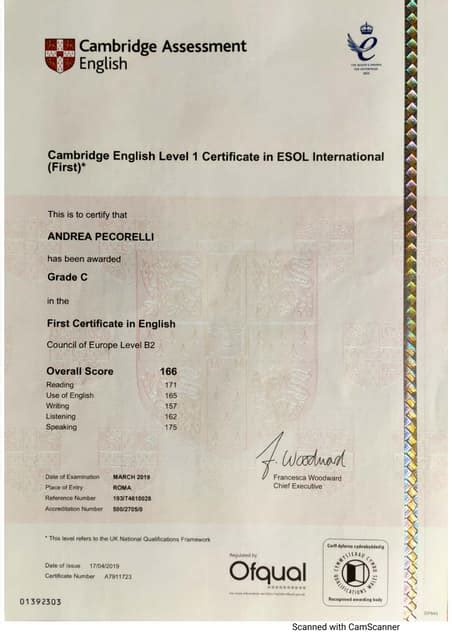 Cambridge Assessment
English
Cambridge English Level 1 Certificate in ESOL International
(First)*
This is to certify that
ANDREA PECORELLI
has been awarded
Grade C
in the
First Certificate in English
Council of Europe Level B2
Overall Score 166
Reading 171
Use of English 165
Writing 157
Listening 162
Speaking 175
Francesca Woodward
Chief Executive
Date of Examination MARCH 2019
Place of Entry ROMA
Reference Number
Accreditation Number 500/2705/0
* This level refers to the UK National Qualifications Framework
Date of issue 17/04/2019
Certificate Number A7911723
Regulated by
Ofqual
Recognised awarding body
01392303
Scanned with CamScanner